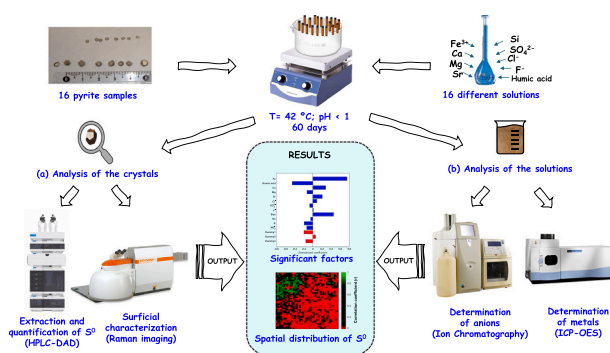 16 pyrite samples
T= 42 ºC; pH < 1
60 days
Fe³⁺
Ca
Mg
Sr
Si
SO₄²⁻
Cl⁻
F⁻
Humic acid
16 different solutions
(a) Analysis of the crystals
(b) Analysis of the solutions
RESULTS
Significant factors
Correlation coefficient (r)
Spatial distribution of S⁰
OUTPUT
OUTPUT
Extraction and
quantification of S⁰
(HPLC-DAD)
Surficial
characterization
(Raman imaging)
Determination
of anions
(Ion Chromatography)
Determination
of metals
(ICP-OES)